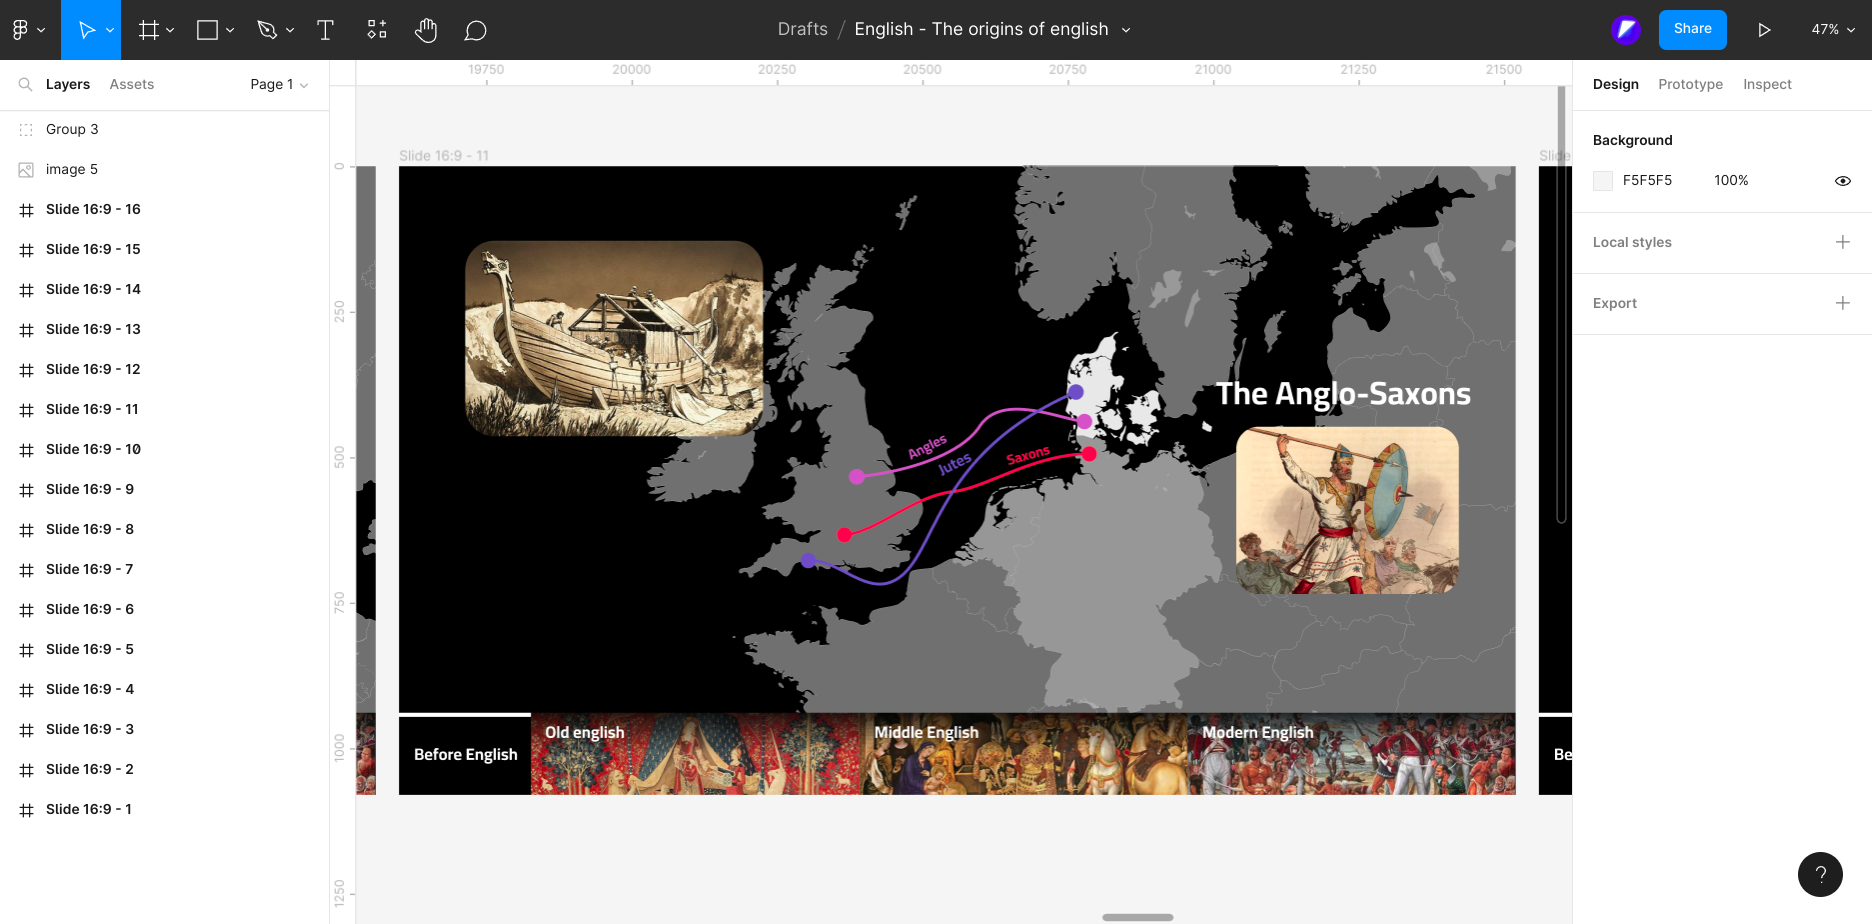 Drafts / English - The origins of english
Share
47%
Layers
Assets
Page 1
Group 3
image 5
Slide 16:9 - 16
Slide 16:9 - 15
Slide 16:9 - 14
Slide 16:9 - 13
Slide 16:9 - 12
Slide 16:9 - 11
Slide 16:9 - 10
Slide 16:9 - 9
Slide 16:9 - 8
Slide 16:9 - 7
Slide 16:9 - 6
Slide 16:9 - 5
Slide 16:9 - 4
Slide 16:9 - 3
Slide 16:9 - 2
Slide 16:9 - 1
19750
20000
20250
20500
20750
21000
21250
21500
0
250
500
750
1000
1250
Slide 16:9 - 11
Slide
The Anglo-Saxons
Angles
Jutes
Saxons
Before English
Old english
Middle English
Modern English
Be
Design
Prototype
Inspect
Background
F5F5F5
100%
Local styles
Export
?